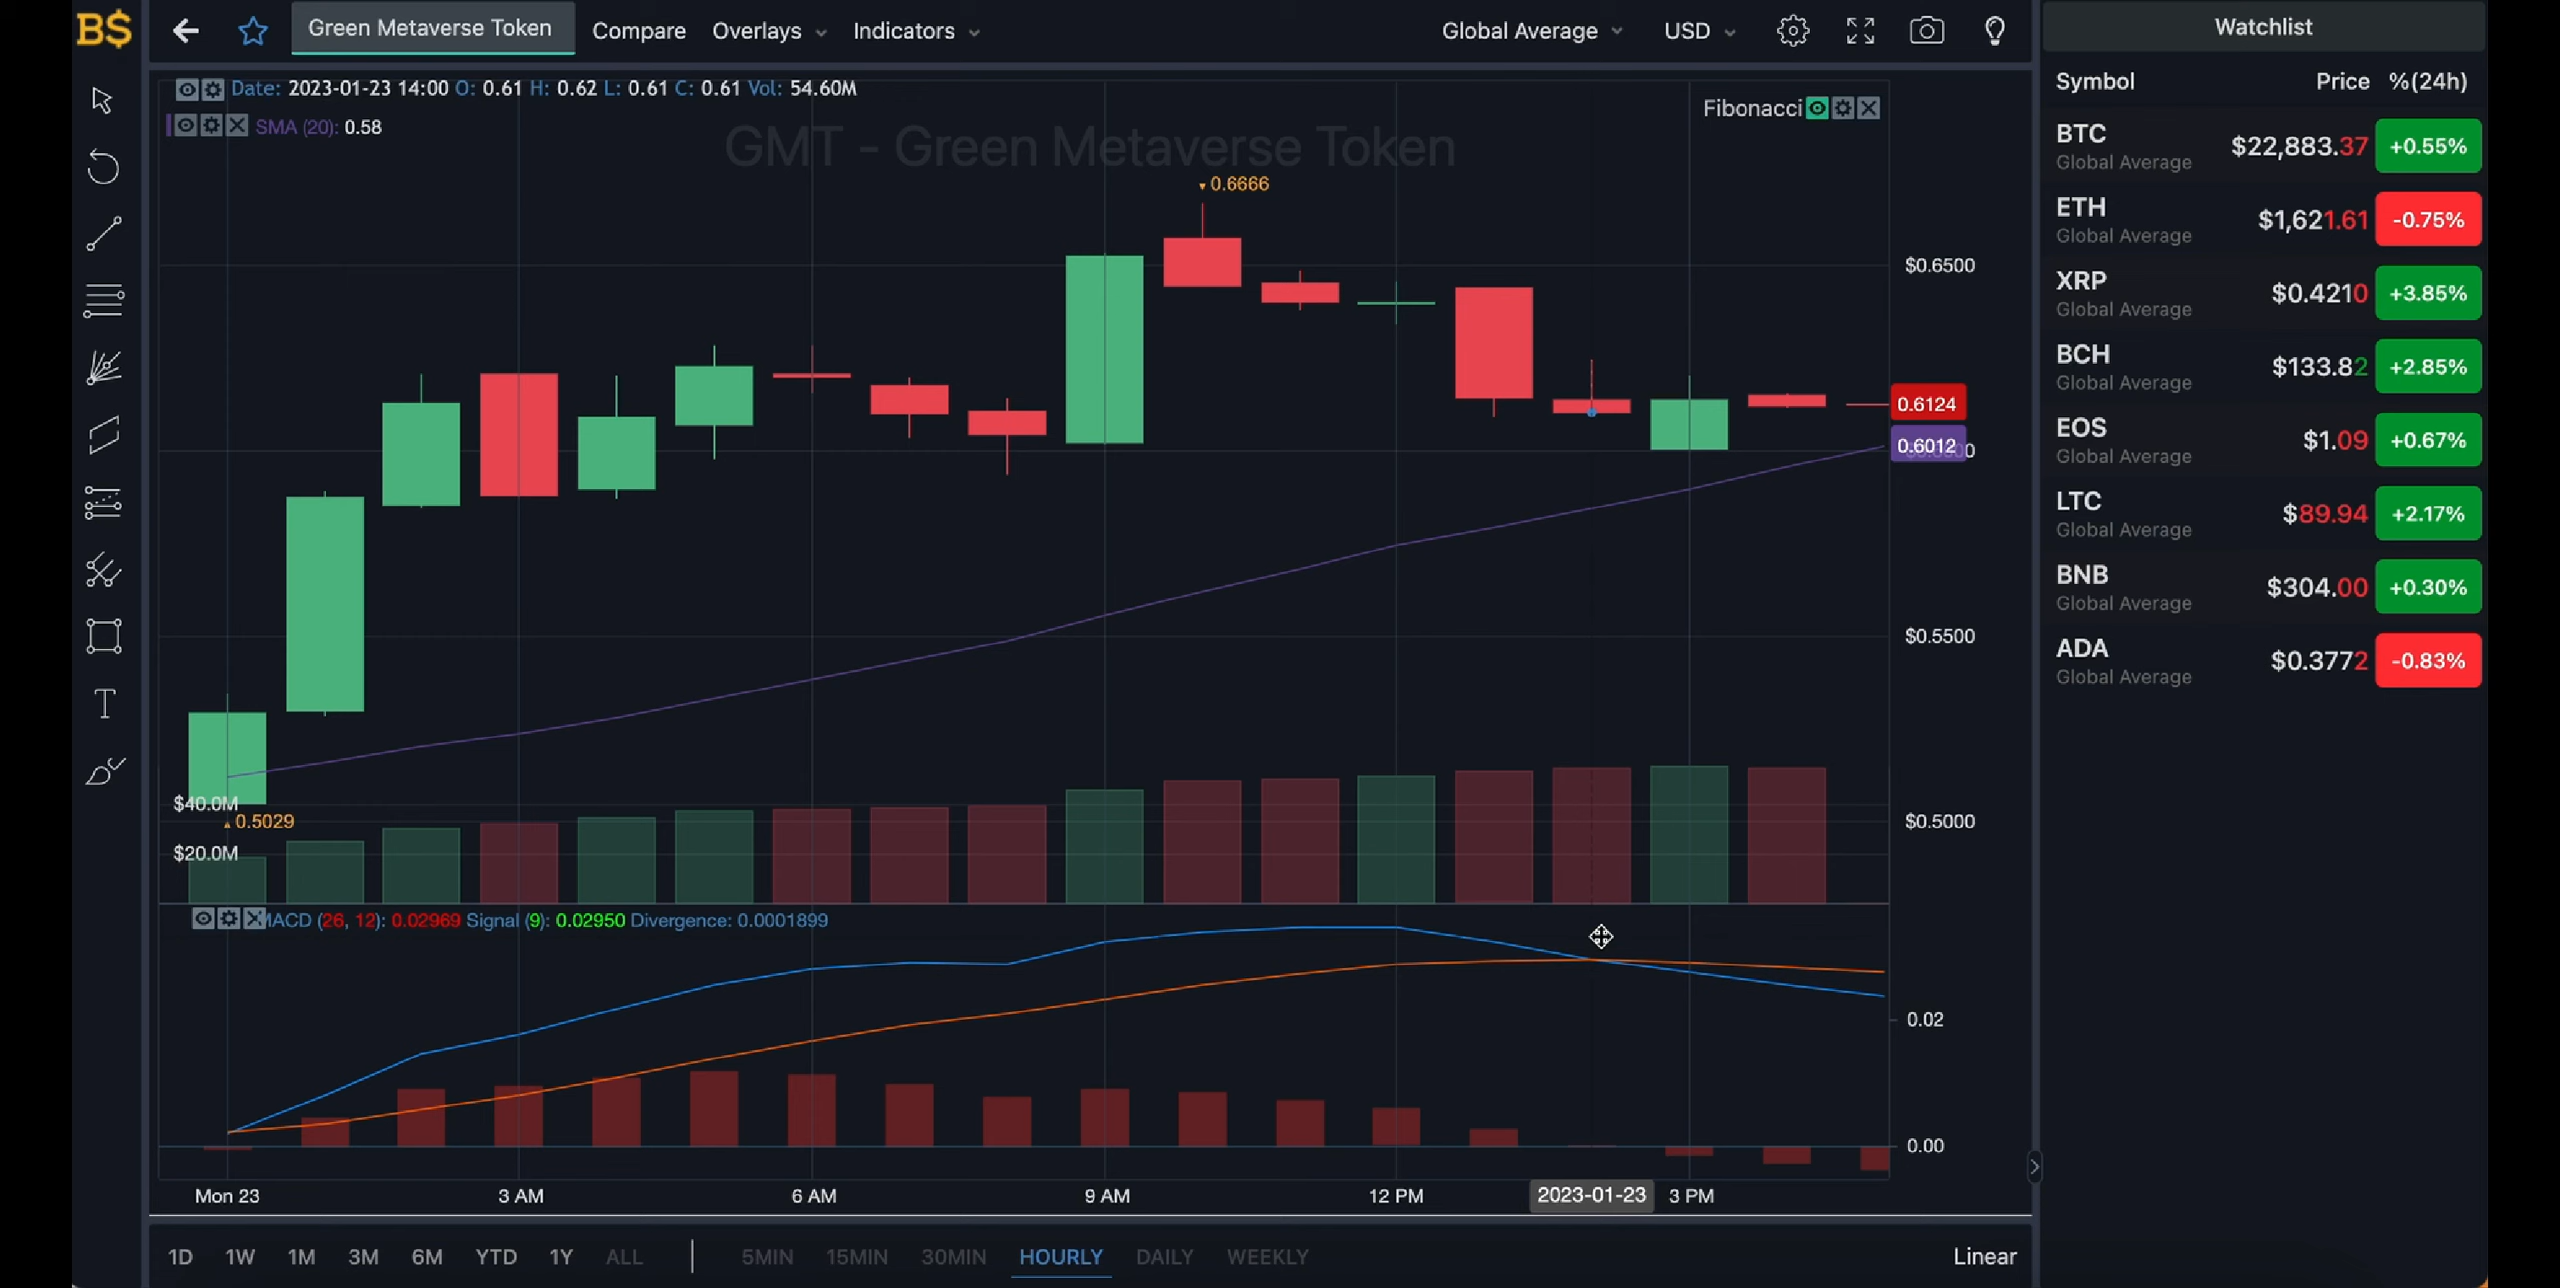 B$
Green Metaverse Token
Compare
Overlays
Indicators
Global Average
USD
Date: 2023-01-23 14:00 O: 0.61 H: 0.62 L: 0.61 C: 0.61 Vol: 54.60M
SMA (20): 0.58
Fibonacci
GMT - Green Metaverse Token
0.6666
$0.6500
0.6124
0.6012
$0.5500
$40.0M
0.5029
$0.5000
$20.0M
MACD (26, 12): 0.02969 Signal (9): 0.02950 Divergence: 0.0001899
0.02
0.00
Mon 23
3 AM
6 AM
9 AM
12 PM
2023-01-23
3 PM
1D
1W
1M
3M
6M
YTD
1Y
ALL
5MIN
15MIN
30MIN
HOURLY
DAILY
WEEKLY
Linear
Watchlist
Symbol Price %(24h)
BTC $22,883.37 +0.55%
Global Average
ETH $1,621.61 -0.75%
Global Average
XRP $0.4210 +3.85%
Global Average
BCH $133.82 +2.85%
Global Average
EOS $1.09 +0.67%
Global Average
LTC $89.94 +2.17%
Global Average
BNB $304.00 +0.30%
Global Average
ADA $0.3772 -0.83%
Global Average